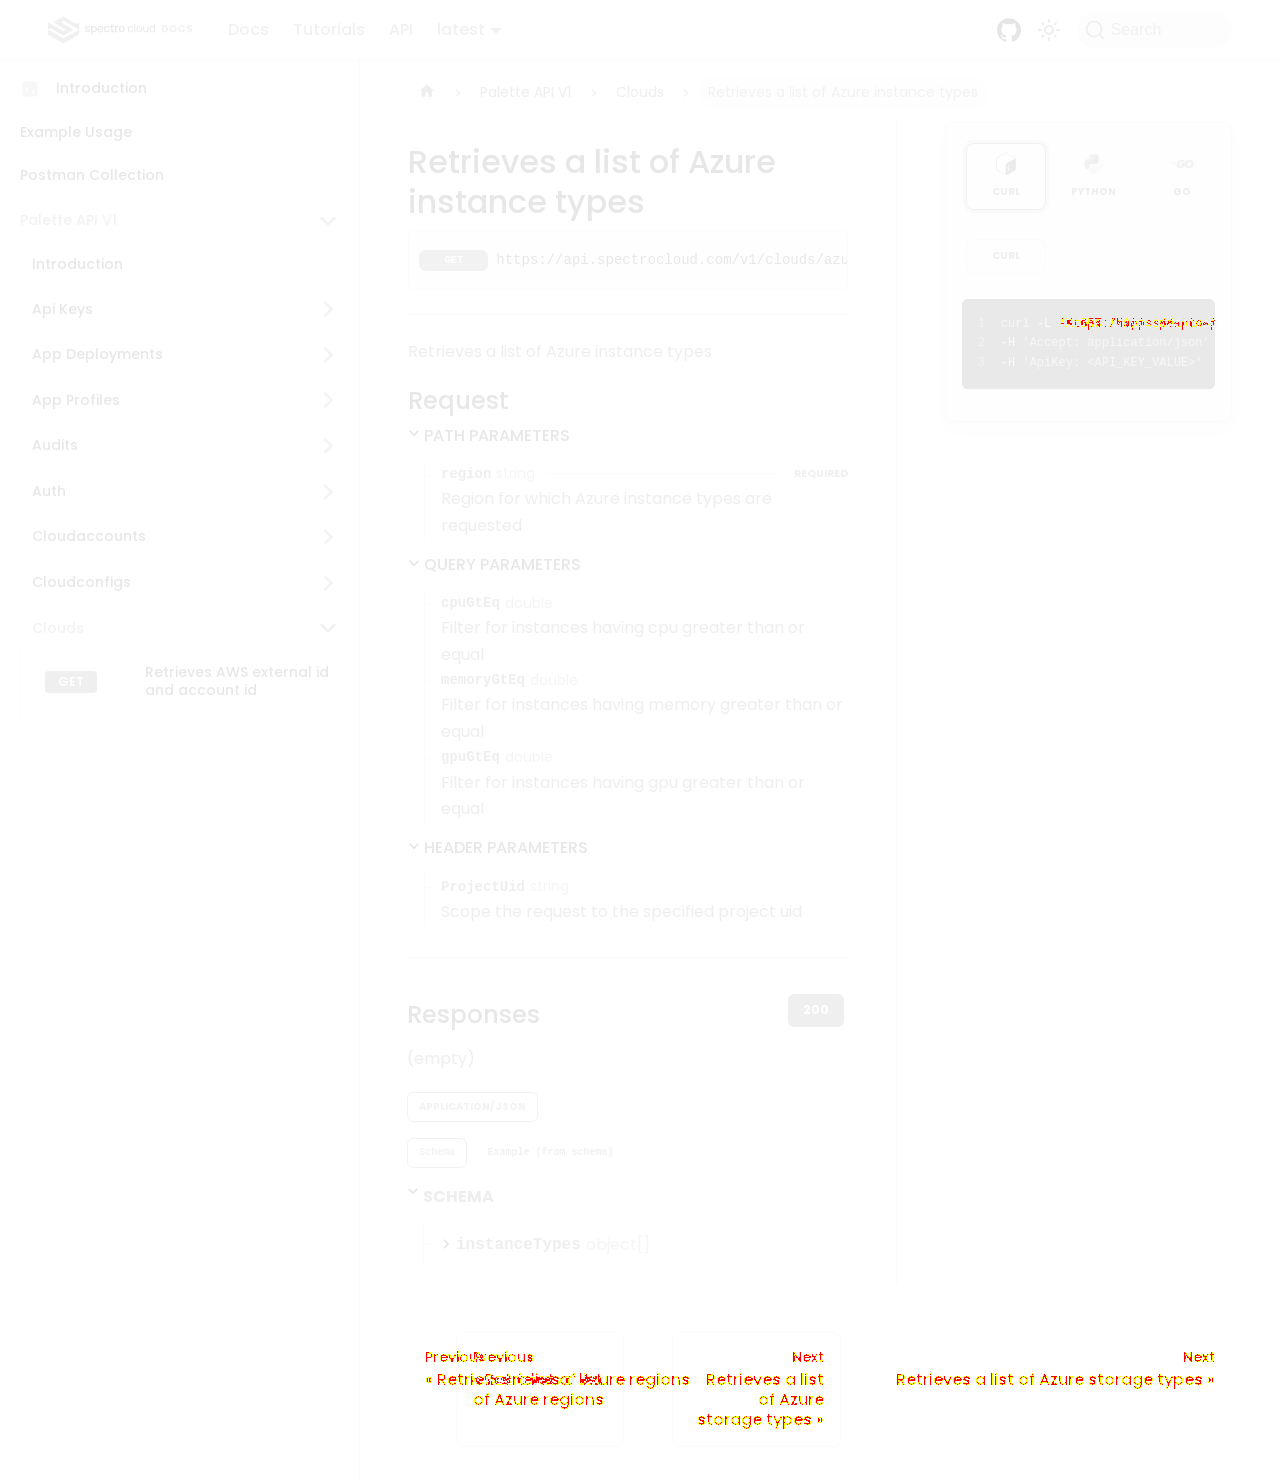 spectro cloud DOCS
Docs
Tutorials
API
latest
Search
Introduction
Example Usage
Postman Collection
Palette API V1
Introduction
Api Keys
App Deployments
App Profiles
Audits
Auth
Cloudaccounts
Cloudconfigs
Clouds
GET
Retrieves AWS external id
and account id
Palette API V1
Clouds
Retrieves a list of Azure instance types
Retrieves a list of Azure
instance types
GET https://api.spectrocloud.com/v1/clouds/azu
Retrieves a list of Azure instance types
Request
PATH PARAMETERS
region string REQUIRED
Region for which Azure instance types are
requested
QUERY PARAMETERS
cpuGtEq double
Filter for instances having cpu greater than or
equal
memoryGtEq double
Filter for instances having memory greater than or
equal
gpuGtEq double
Filter for instances having gpu greater than or
equal
HEADER PARAMETERS
ProjectUid string
Scope the request to the specified project uid
Responses
200
(empty)
APPLICATION/JSON
Schema
Example (from schema)
SCHEMA
instanceTypes object[]
CURL
PYTHON
GO
CURL
1 curl -L
2 -H 'Accept: application/json'
3 -H 'ApiKey: <API_KEY_VALUE>'
Previous
Previous
Azure regions
of Azure regions
Next
Retrieves a list
of Azure
storage types »
Next
Retrieves a list of Azure storage types »